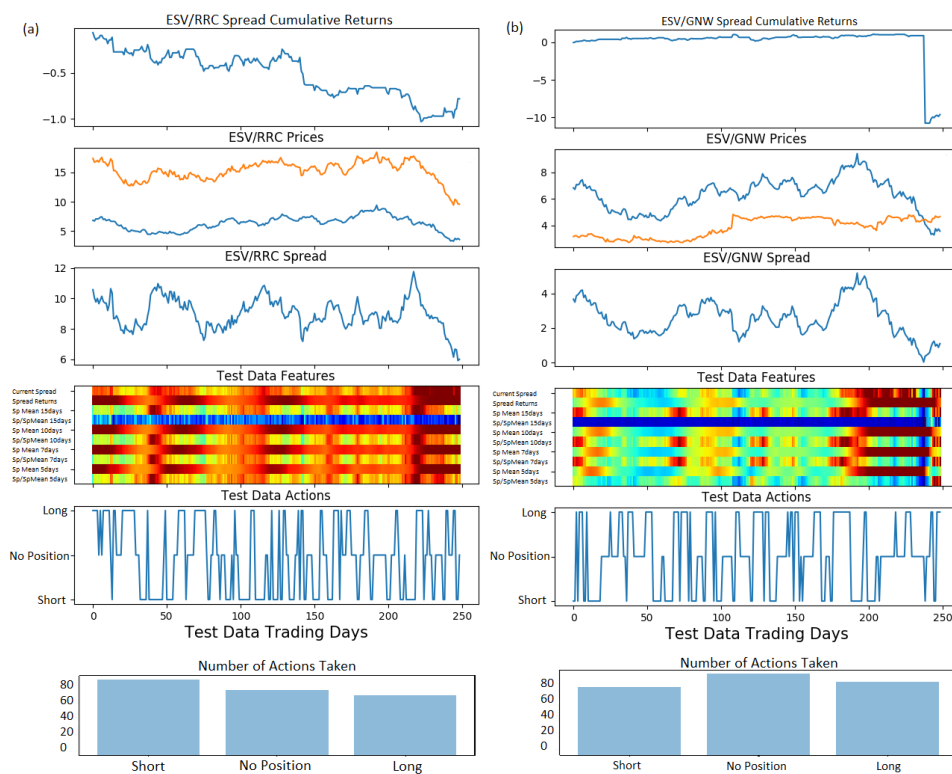 (a)
ESV/RRC Spread Cumulative Returns
−0.5
−1.0
ESV/RRC Prices
15
10
5
ESV/RRC Spread
12
10
8
6
Test Data Features
Current Spread
Spread Returns
Sp Mean 15days
Sp/SpMean 15days
Sp Mean 10days
Sp/SpMean 10days
Sp Mean 7days
Sp/SpMean 7days
Sp Mean 5days
Sp/SpMean 5days
Test Data Actions
Long
No Position
Short
0 50 100 150 200 250
Test Data Trading Days
Number of Actions Taken
80
60
40
20
0
Short No Position Long
(b)
ESV/GNW Spread Cumulative Returns
0
−5
−10
ESV/GNW Prices
8
6
4
ESV/GNW Spread
4
2
0
Test Data Features
Current Spread
Spread Returns
Sp Mean 15days
Sp/SpMean 15days
Sp Mean 10days
Sp/SpMean 10days
Sp Mean 7days
Sp/SpMean 7days
Sp Mean 5days
Sp/SpMean 5days
Test Data Actions
Long
No Position
Short
0 50 100 150 200 250
Test Data Trading Days
Number of Actions Taken
80
60
40
20
0
Short No Position Long